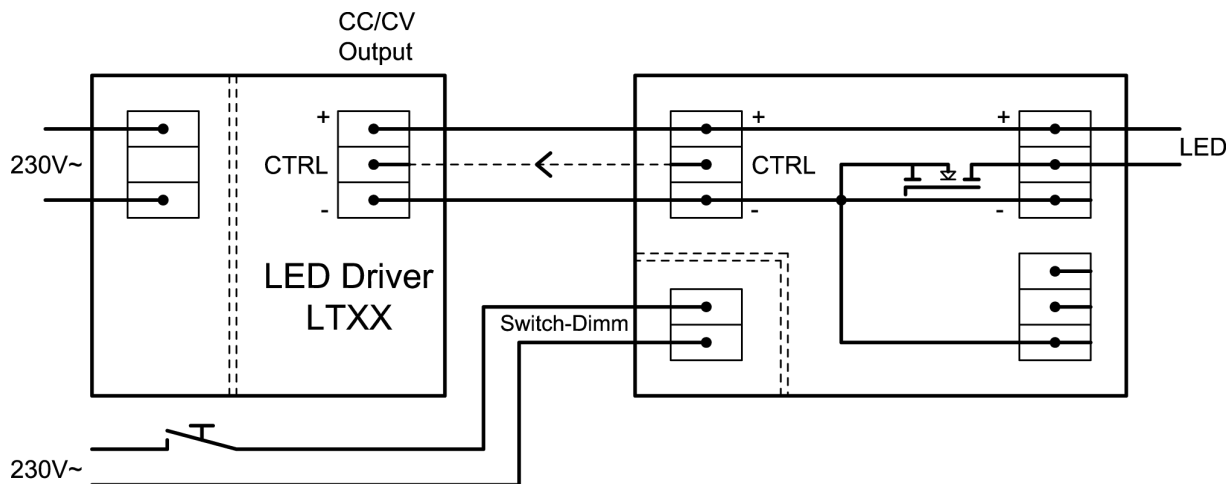 CC/CV
Output
230V~
+
CTRL
-
LED Driver
LTXX
+
CTRL
-
+
-
LED
Switch-Dimm
230V~